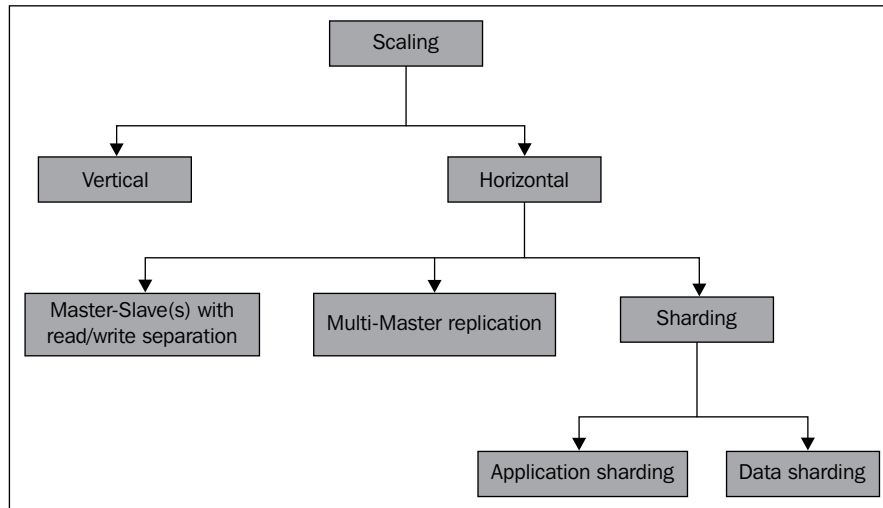 Scaling
Vertical
Horizontal
Master-Slave(s) with
read/write separation
Multi-Master replication
Sharding
Application sharding
Data sharding